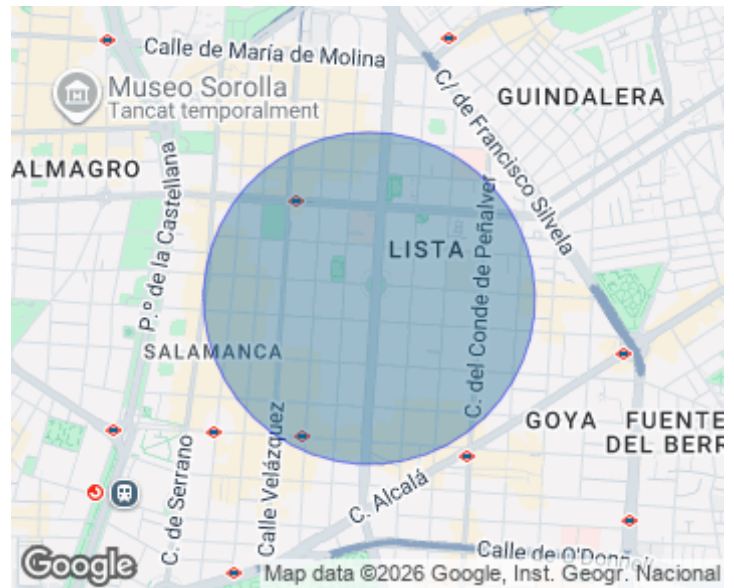 Calle de María de Molina
Museo Sorolla
Tancat temporalment
C/ de Francisco Silvela
GUINDALERA
ALMAGRO
P.º de la Castellana
LISTA
C. del Conde de Peñalver
SALAMANCA
Calle Velázquez
C. de Serrano
GOYA
FUENTE
DEL BERR
C. Alcalá
Calle de O'Donnell
Google
Map data ©2026 Google, Inst. Geogr. Nacional